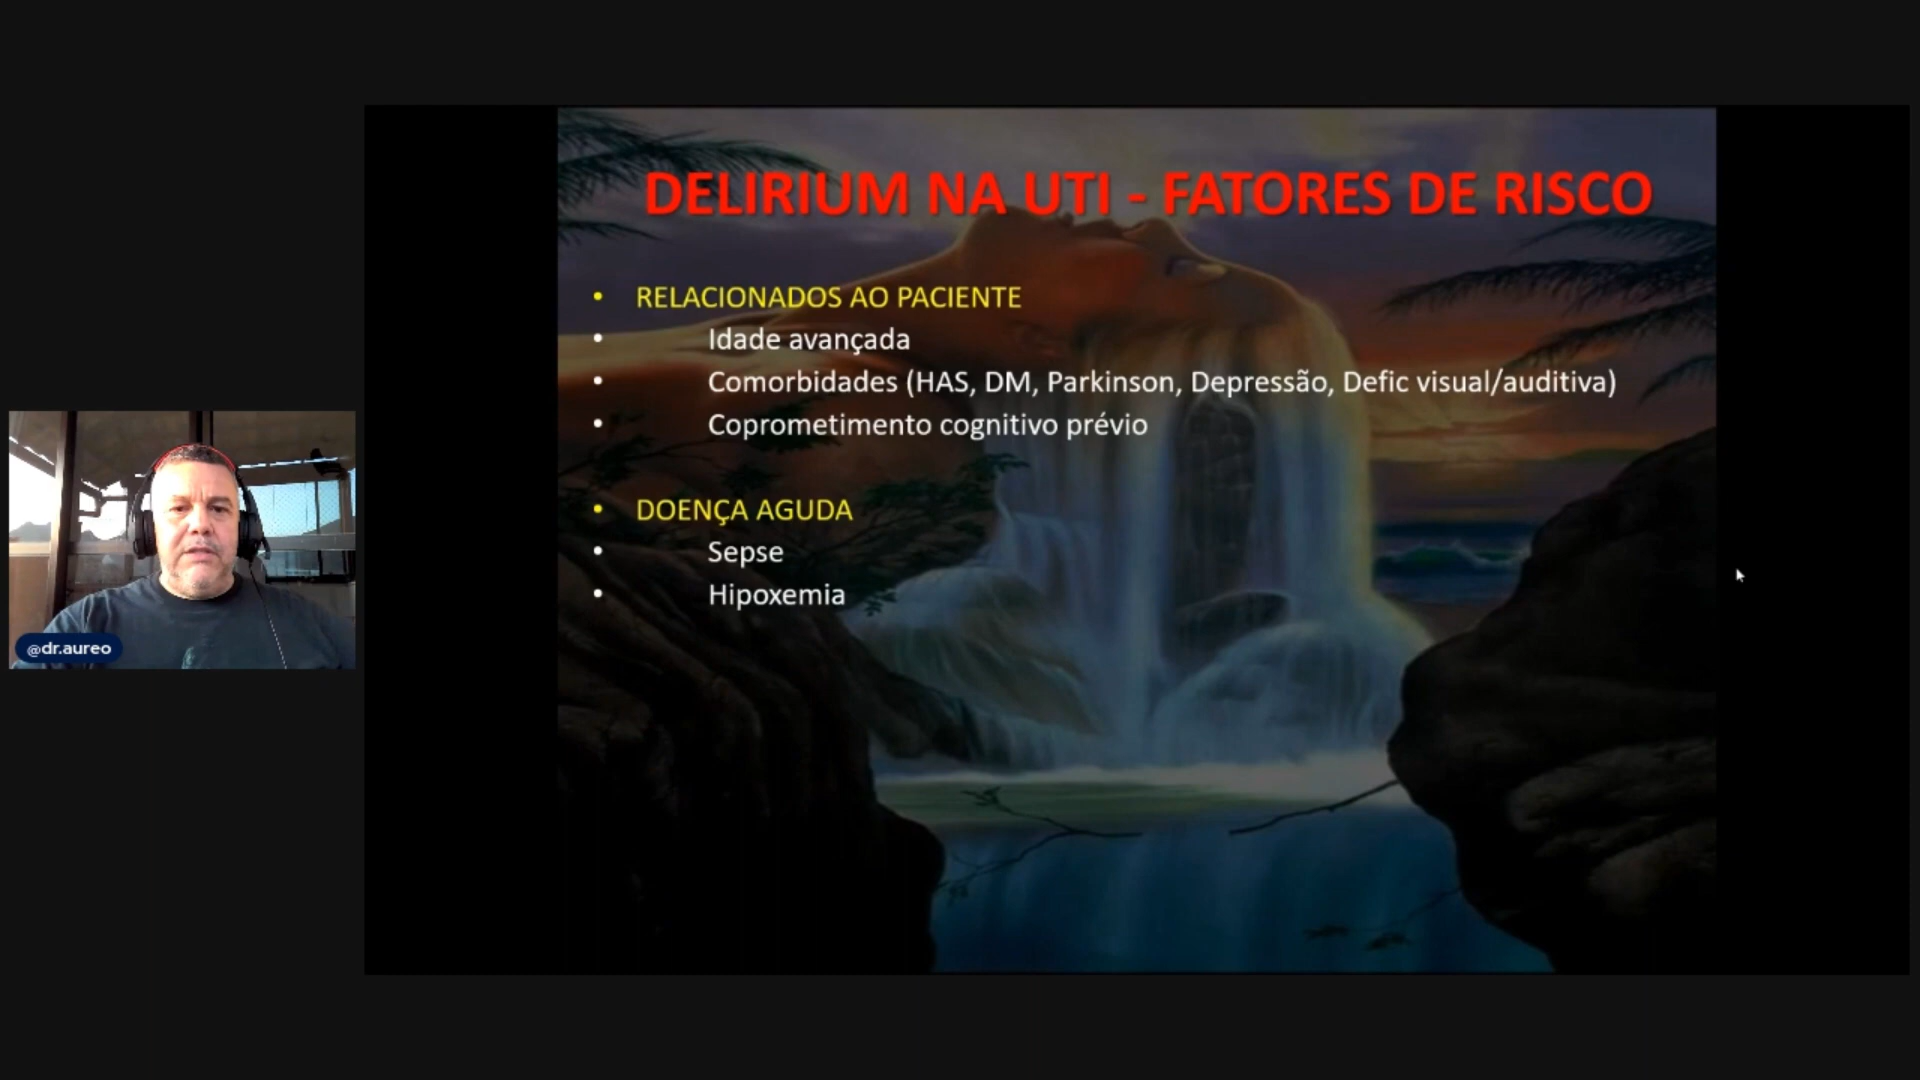 DELIRIUM NA UTI - FATORES DE RISCO
• RELACIONADOS AO PACIENTE
• Idade avançada
• Comorbidades (HAS, DM, Parkinson, Depressão, Defic visual/auditiva)
• Coprometimento cognitivo prévio
• DOENÇA AGUDA
• Sepse
• Hipoxemia
@dr.aureo